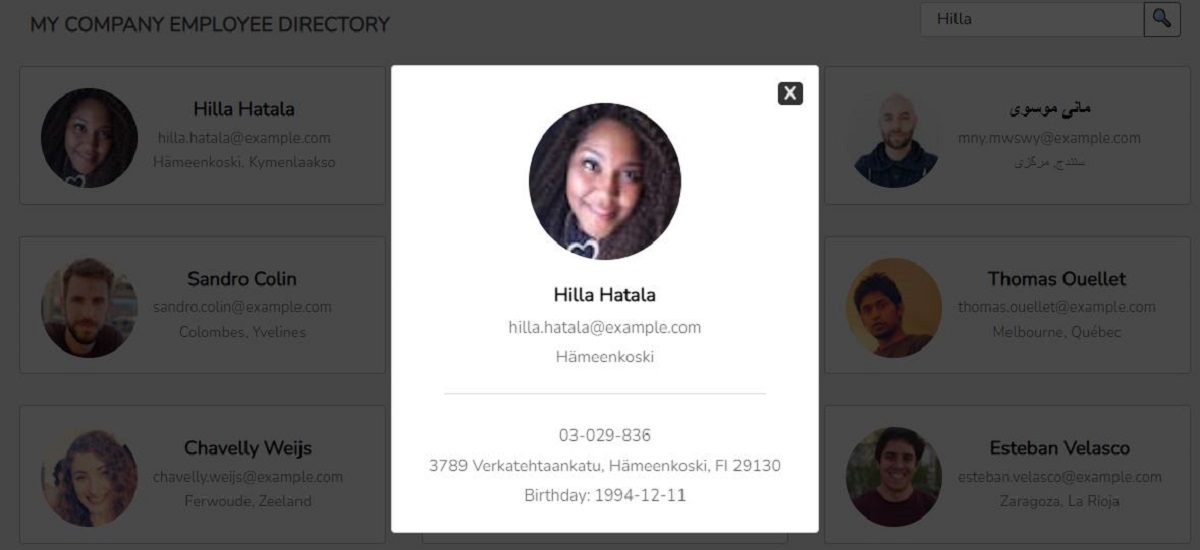 MY COMPANY EMPLOYEE DIRECTORY
Hilla
Hilla Hatala
hilla.hatala@example.com
Hämeenkoski, Kymenlaakso
X
Hilla Hatala
hilla.hatala@example.com
Hämeenkoski
03-029-836
3789 Verkatehtaankatu, Hämeenkoski, FI 29130
Birthday: 1994-12-11
مانی موسوی
mny.mwswy@example.com
سنندج, مرکزی
Sandro Colin
sandro.colin@example.com
Colombes, Yvelines
Thomas Ouellet
thomas.ouellet@example.com
Melbourne, Québec
Chavelly Weijs
chavelly.weijs@example.com
Ferwoude, Zeeland
Esteban Velasco
esteban.velasco@example.com
Zaragoza, La Rioja